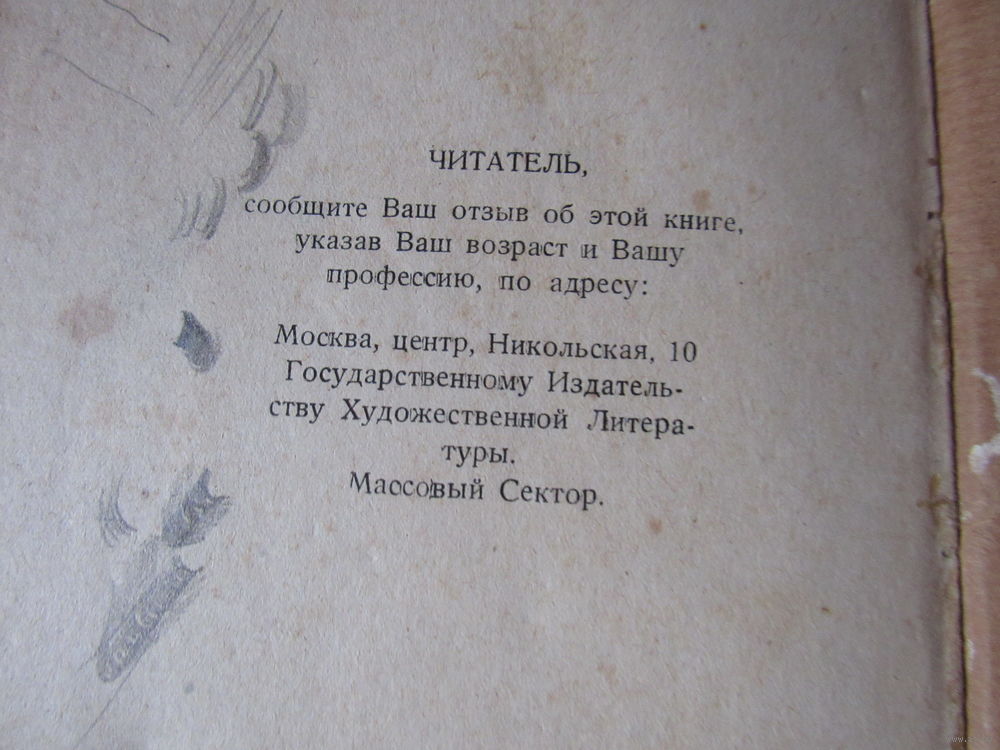 ЧИТАТЕЛЬ,
сообщите Ваш отзыв об этой книге,
указав Ваш возраст и Вашу
профессию, по адресу:
Москва, центр, Никольская, 10
Государственному Издатель-
ству Художественной Литера-
туры.
Массовый Сектор.